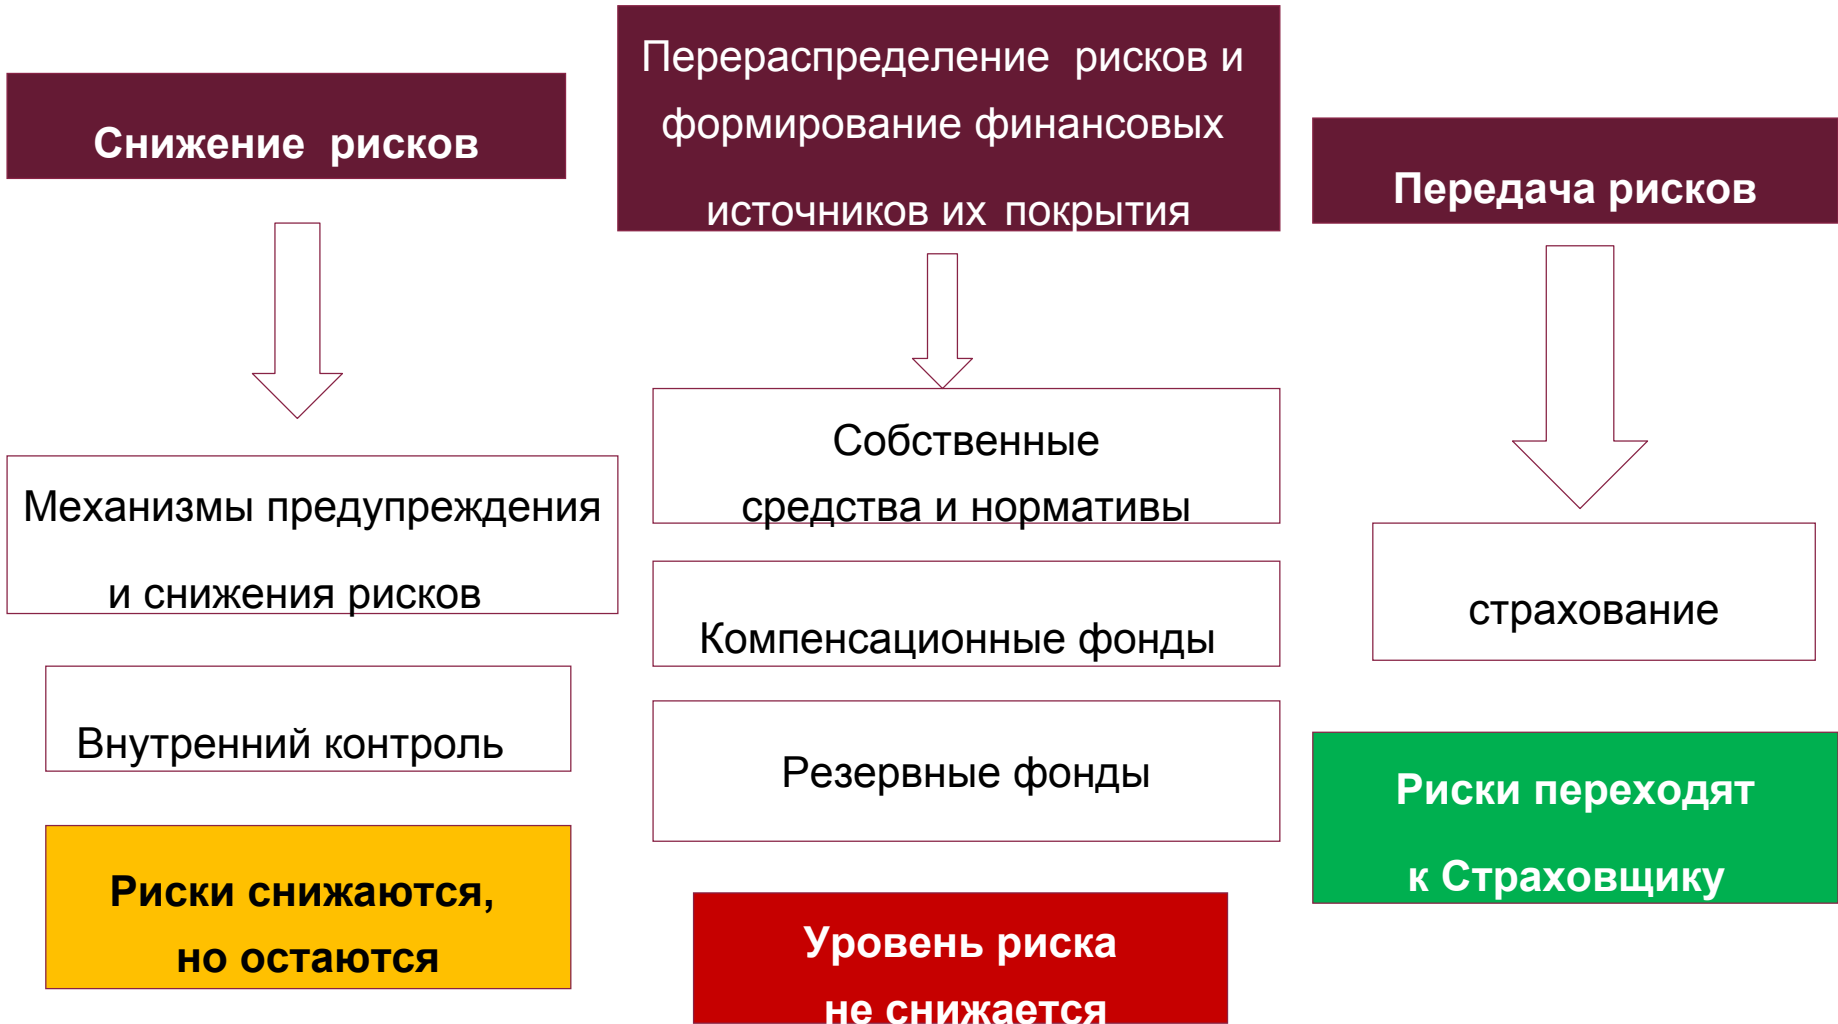 Снижение рисков
Механизмы предупреждения
и снижения рисков
Внутренний контроль
Риски снижаются,
но остаются
Перераспределение рисков и
формирование финансовых
источников их покрытия
Собственные
средства и нормативы
Компенсационные фонды
Резервные фонды
Уровень риска
не снижается
Передача рисков
страхование
Риски переходят
к Страховщику